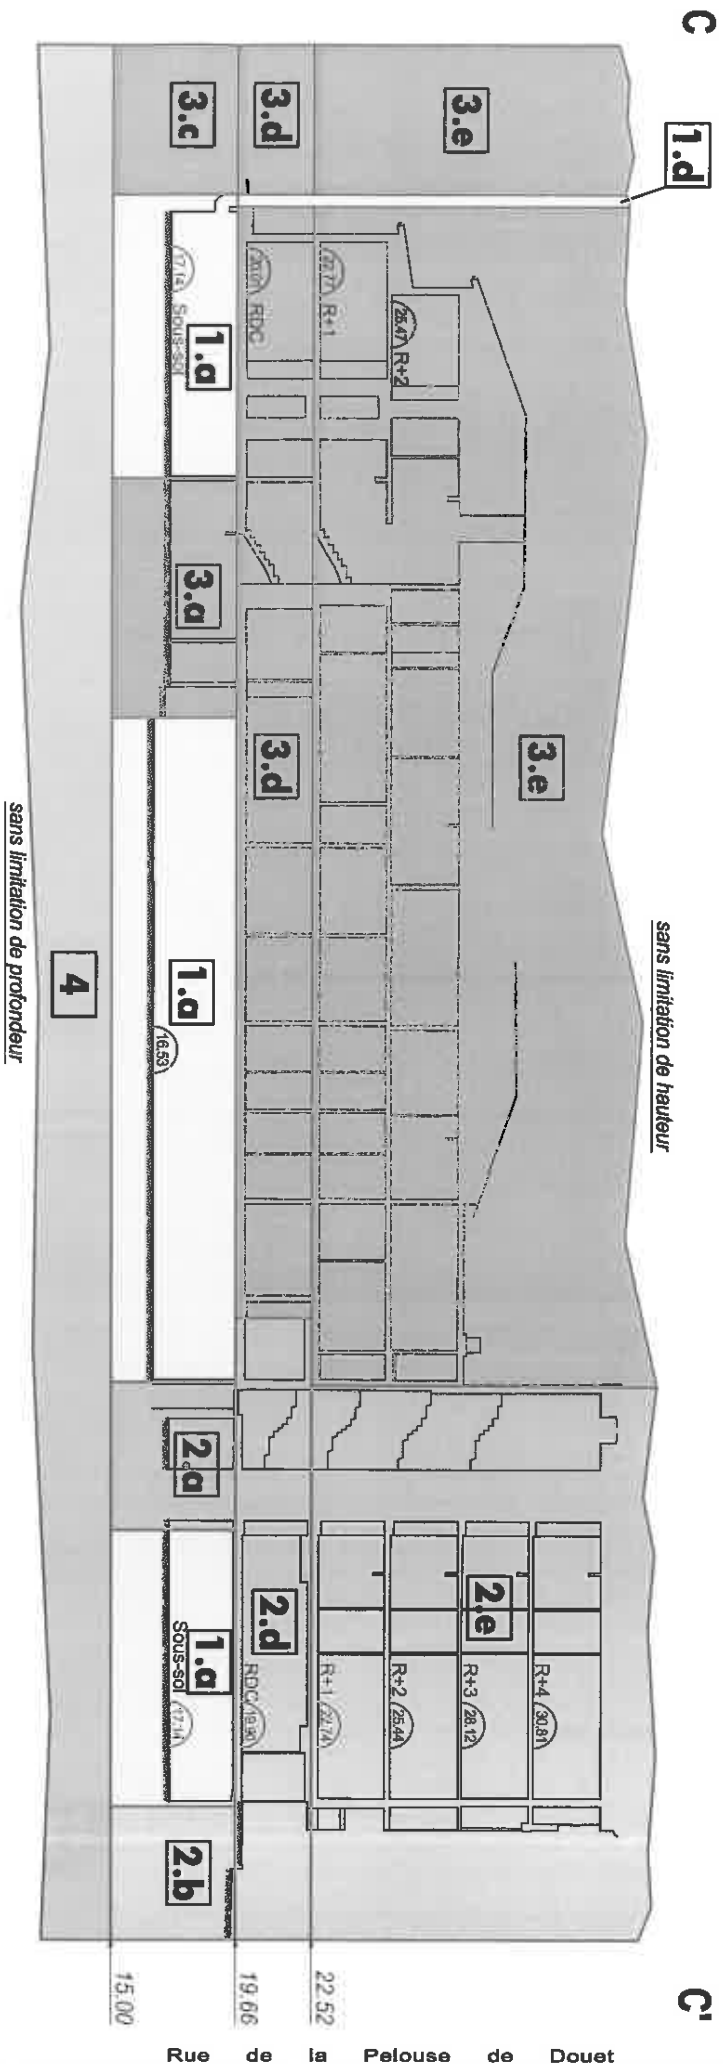 C
C'
sans limitation de hauteur
1.d
3.e
3.e
2.e
R+4 30.81
R+3 28.12
25.47 R+2
R+2 25.44
22.77 R+1
R+1 22.74
22.52
3.d
3.d
2.d
20.07 RDC
RDC 19.90
19.66
3.c
1.a
3.a
1.a
2.a
1.a
2.b
17.14 Sous-sol
16.53
Sous-sol 17.14
15.00
4
sans limitation de profondeur
Rue de la Pelouse de Douet